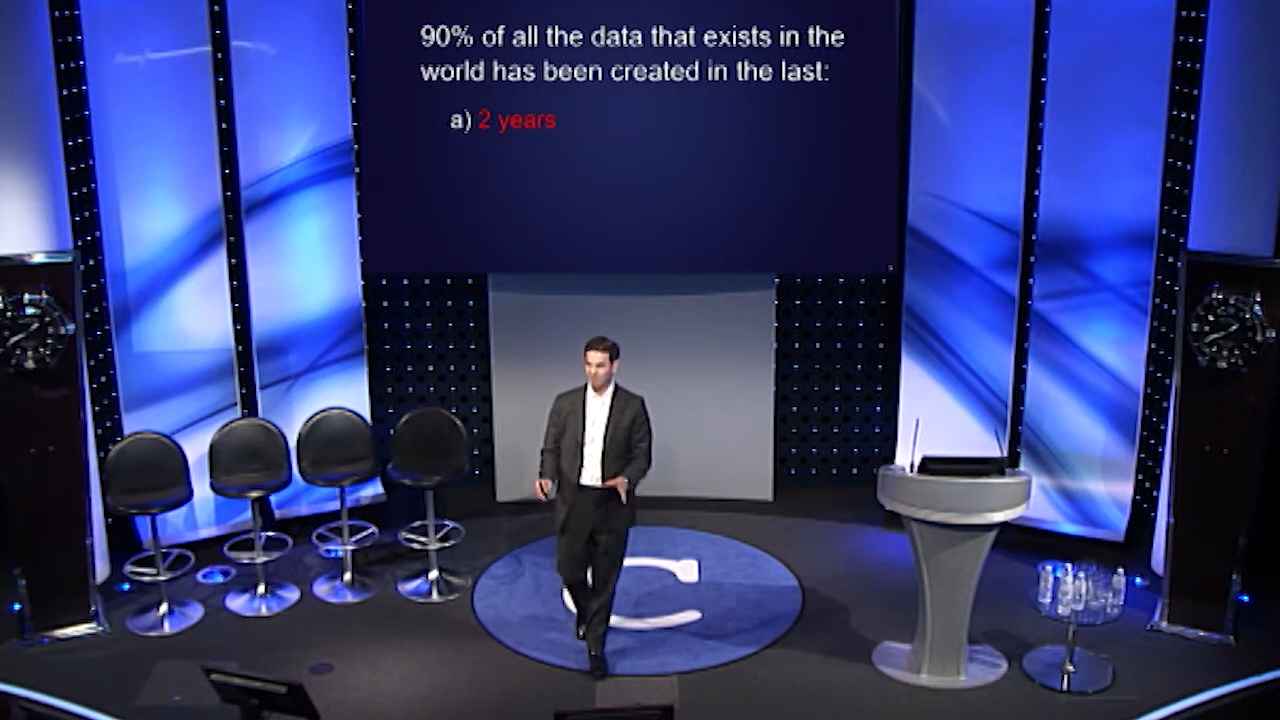 90% of all the data that exists in the
world has been created in the last:
a) 2 years
C